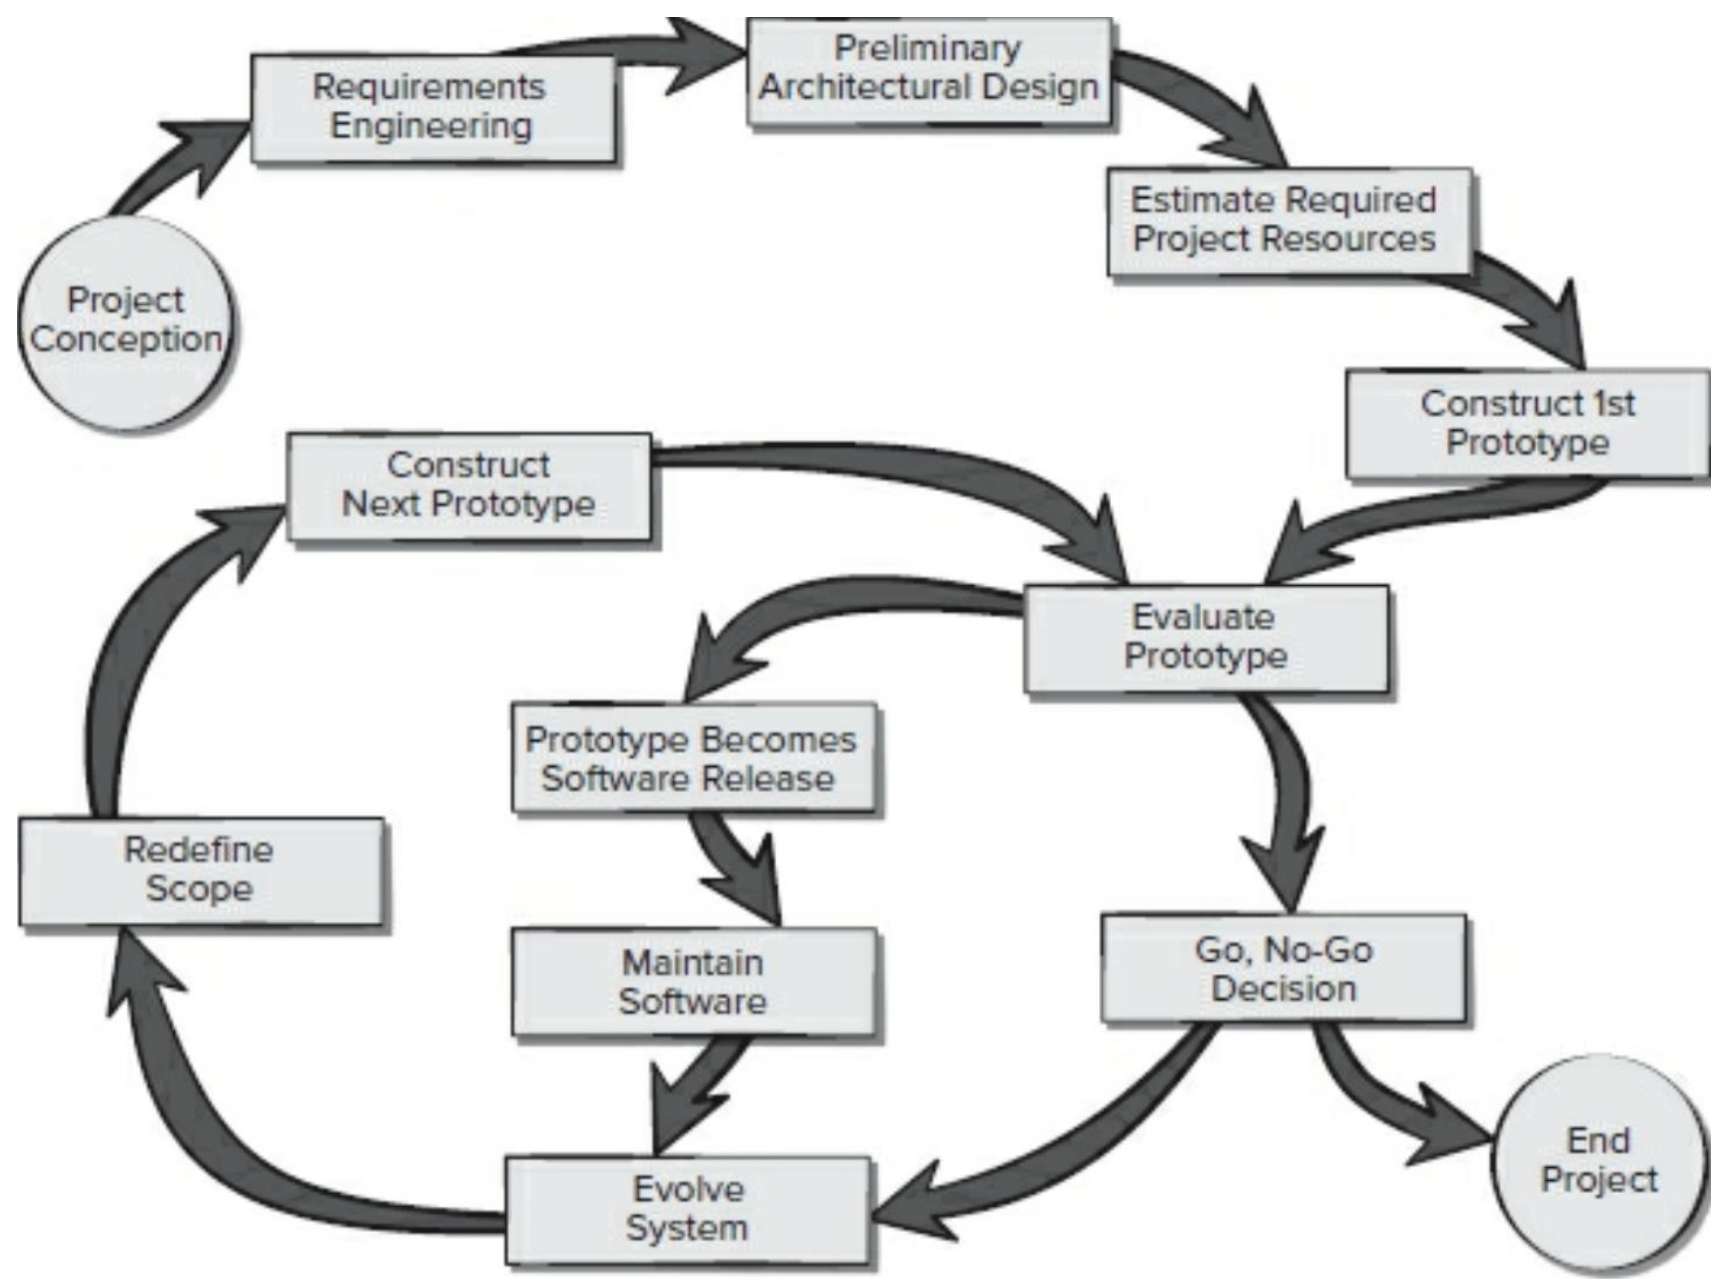 Preliminary
Architectural Design
Requirements
Engineering
Estimate Required
Project Resources
Project
Conception
Construct 1st
Prototype
Construct
Next Prototype
Evaluate
Prototype
Prototype Becomes
Software Release
Redefine
Scope
Maintain
Software
Go, No-Go
Decision
End
Project
Evolve
System